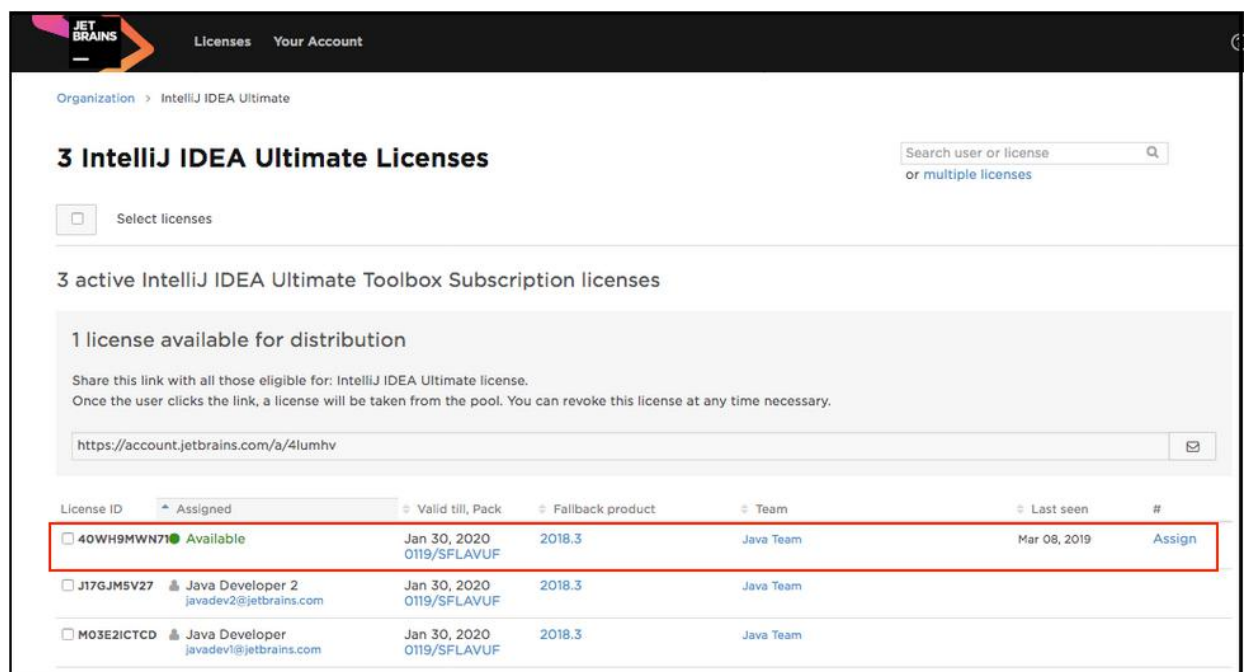 JET
BRAINS
Licenses Your Account
Organization > IntelliJ IDEA Ultimate
3 IntelliJ IDEA Ultimate Licenses
Search user or license
or multiple licenses
Select licenses
3 active IntelliJ IDEA Ultimate Toolbox Subscription licenses
1 license available for distribution
Share this link with all those eligible for: IntelliJ IDEA Ultimate license.
Once the user clicks the link, a license will be taken from the pool. You can revoke this license at any time necessary.
https://account.jetbrains.com/a/4lumhv
License ID Assigned Valid till, Pack Fallback product Team Last seen #
40WH9MWN71 Available Jan 30, 2020 2018.3 Java Team Mar 08, 2019 Assign
0119/SFLAVUF
J17GJM5V27 Java Developer 2 Jan 30, 2020 2018.3 Java Team
javadev2@jetbrains.com 0119/SFLAVUF
M03E2ICTCD Java Developer Jan 30, 2020 2018.3 Java Team
javadev1@jetbrains.com 0119/SFLAVUF